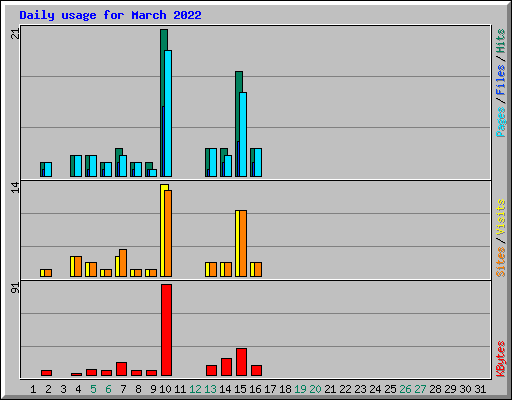 Daily usage for March 2022
21
Pages / Files / Hits
14
Sites / Visits
91
KBytes
1 2 3 4 5 6 7 8 9 10 11 12 13 14 15 16 17 18 19 20 21 22 23 24 25 26 27 28 29 30 31